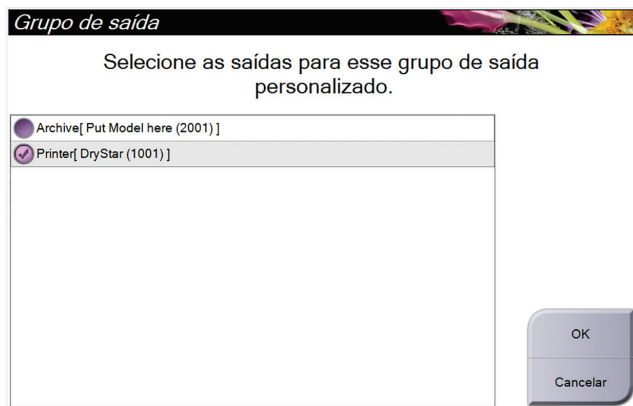 Grupo de saída
Selecione as saídas para esse grupo de saída
personalizado.
Archive[ Put Model here (2001) ]
Printer[ DryStar (1001) ]
OK
Cancelar